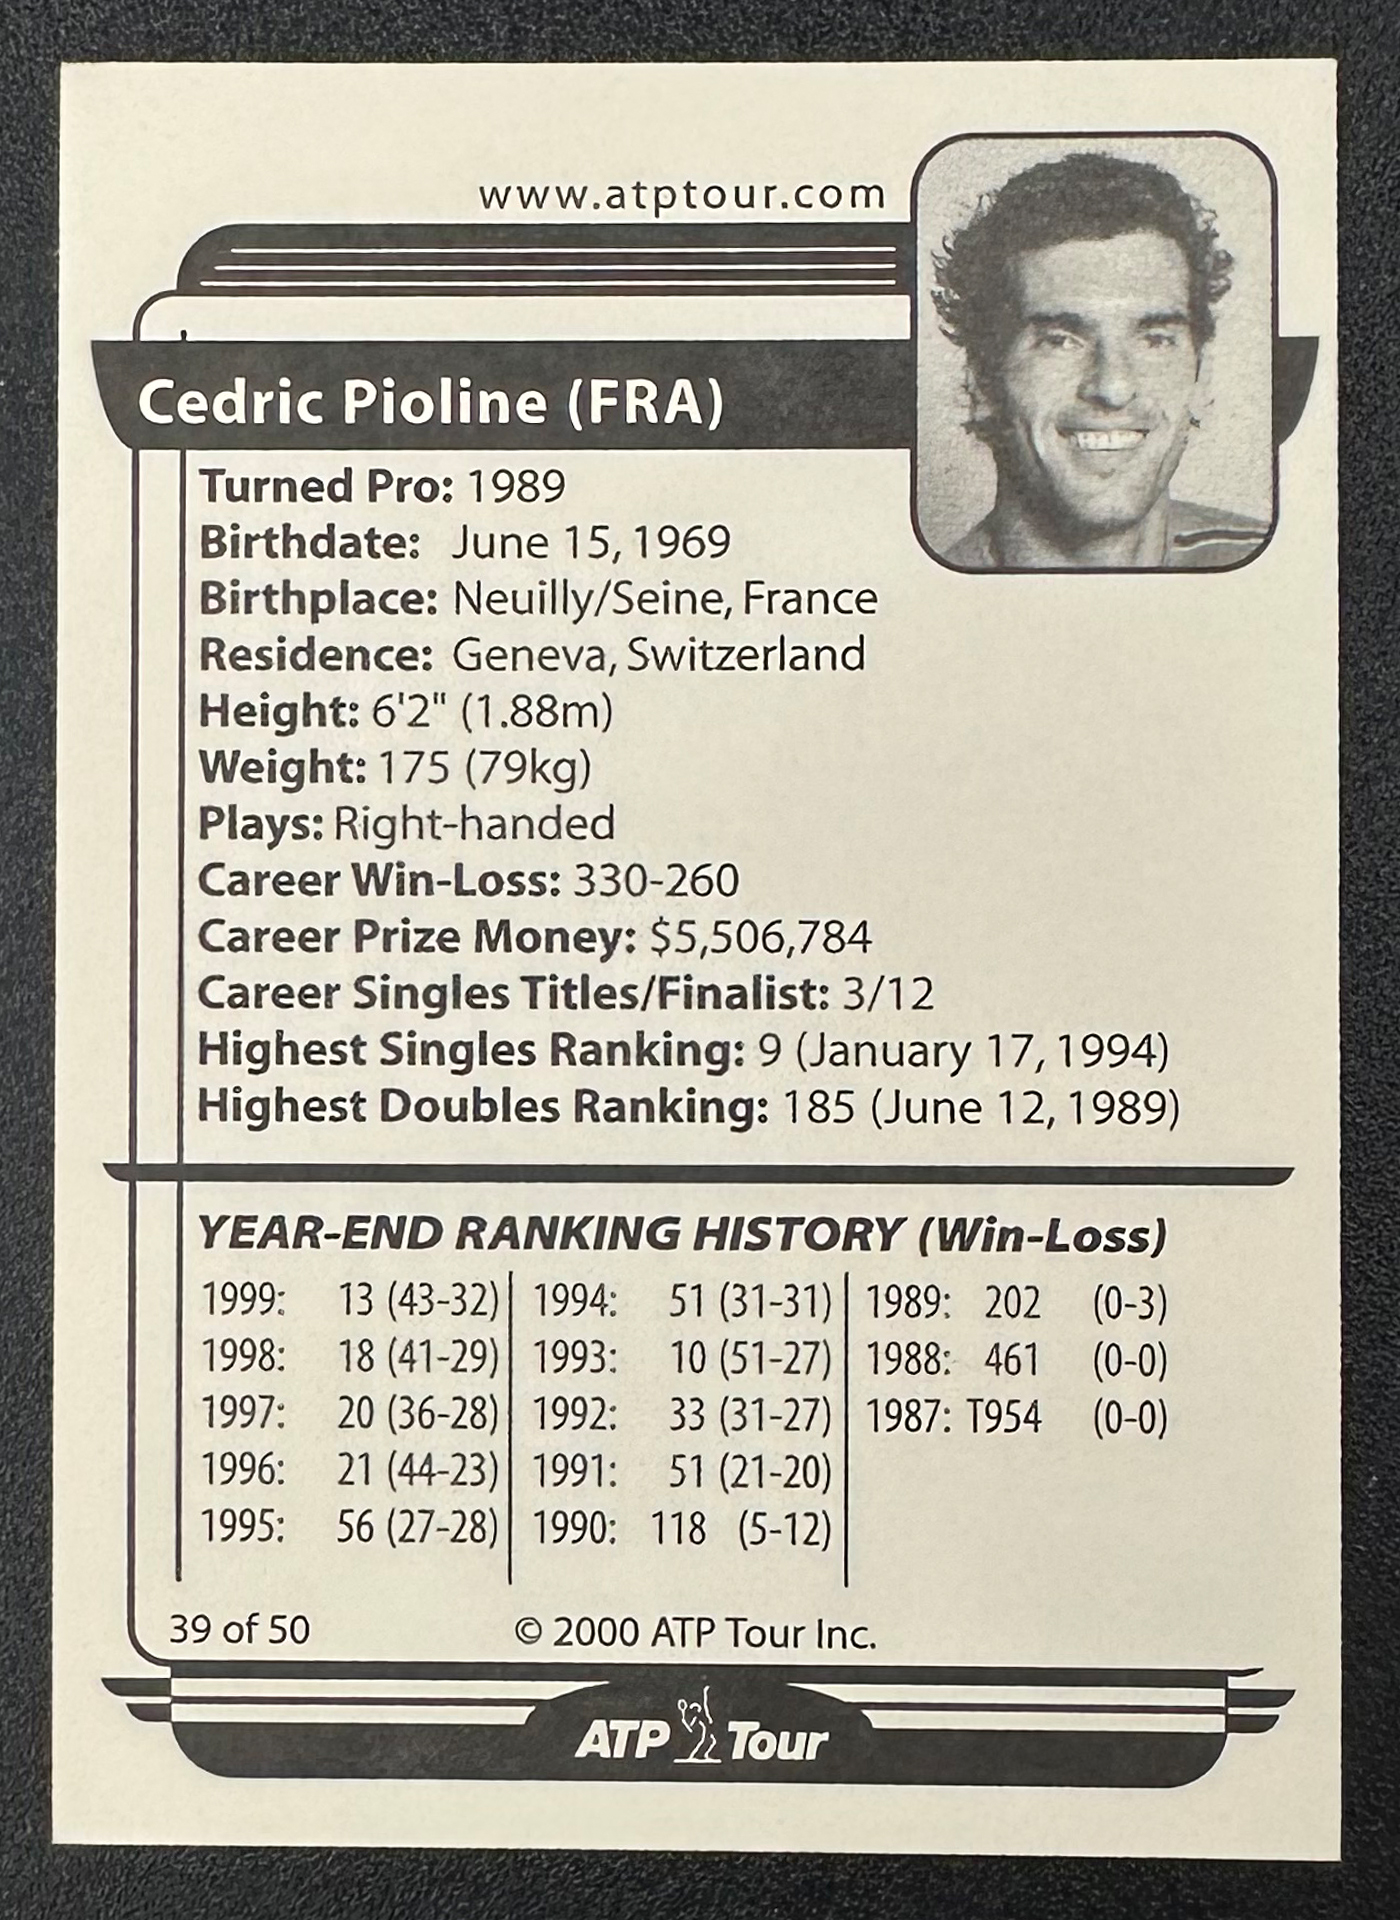 www.atptour.com
Cedric Pioline (FRA)
Turned Pro: 1989
Birthdate: June 15, 1969
Birthplace: Neuilly/Seine, France
Residence: Geneva, Switzerland
Height: 6'2" (1.88m)
Weight: 175 (79kg)
Plays: Right-handed
Career Win-Loss: 330-260
Career Prize Money: $5,506,784
Career Singles Titles/Finalist: 3/12
Highest Singles Ranking: 9 (January 17, 1994)
Highest Doubles Ranking: 185 (June 12, 1989)
YEAR-END RANKING HISTORY (Win-Loss)
1999: 13 (43-32)
1998: 18 (41-29)
1997: 20 (36-28)
1996: 21 (44-23)
1995: 56 (27-28)
1994: 51 (31-31)
1993: 10 (51-27)
1992: 33 (31-27)
1991: 51 (21-20)
1990: 118 (5-12)
1989: 202 (0-3)
1988: 461 (0-0)
1987: T954 (0-0)
39 of 50 © 2000 ATP Tour Inc.
ATP Tour